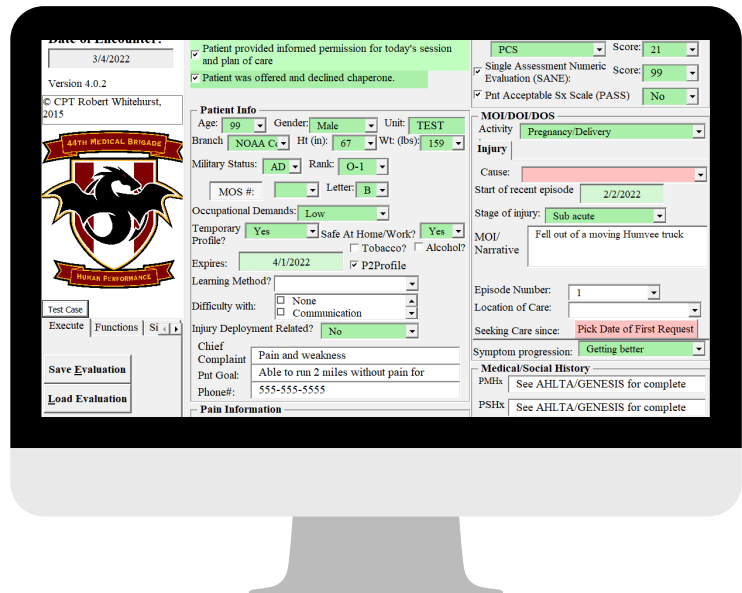 Date of Encounter:
3/4/2022
Version 4.0.2
© CPT Robert Whitehurst,
2015
44TH MEDICAL BRIGADE
HUMAN PERFORMANCE
Test Case
Execute Functions
Save Evaluation
Load Evaluation
Patient provided informed permission for today's session
and plan of care
Patient was offered and declined chaperone.
Patient Info
Age: 99 Gender: Male Unit: TEST
Branch NOAA Ht (in): 67 Wt: (lbs): 159
Military Status: AD Rank: O-1
MOS #: Letter: B
Occupational Demands: Low
Temporary Profile? Yes Safe At Home/Work? Yes
Tobacco? Alcohol?
Expires: 4/1/2022 P2Profile
Learning Method?
Difficulty with: None
Communication
Injury Deployment Related? No
Chief
Complaint Pain and weakness
Pnt Goal: Able to run 2 miles without pain for
Phone#: 555-555-5555
Pain Information
PCS Score: 21
Single Assessment Numeric
Evaluation (SANE): Score: 99
Pnt Acceptable Sx Scale (PASS) No
MOI/DOI/DOS
Activity : Pregnancy/Delivery
Injury
Cause:
Start of recent episode 2/2/2022
Stage of injury: Sub acute
MOI/
Narrative Fell out of a moving Humvee truck
Episode Number: 1
Location of Care:
Seeking Care since: Pick Date of First Request
Symptom progression: Getting better
Medical/Social History
PMHx See AHLTA/GENESIS for complete
PSHx See AHLTA/GENESIS for complete